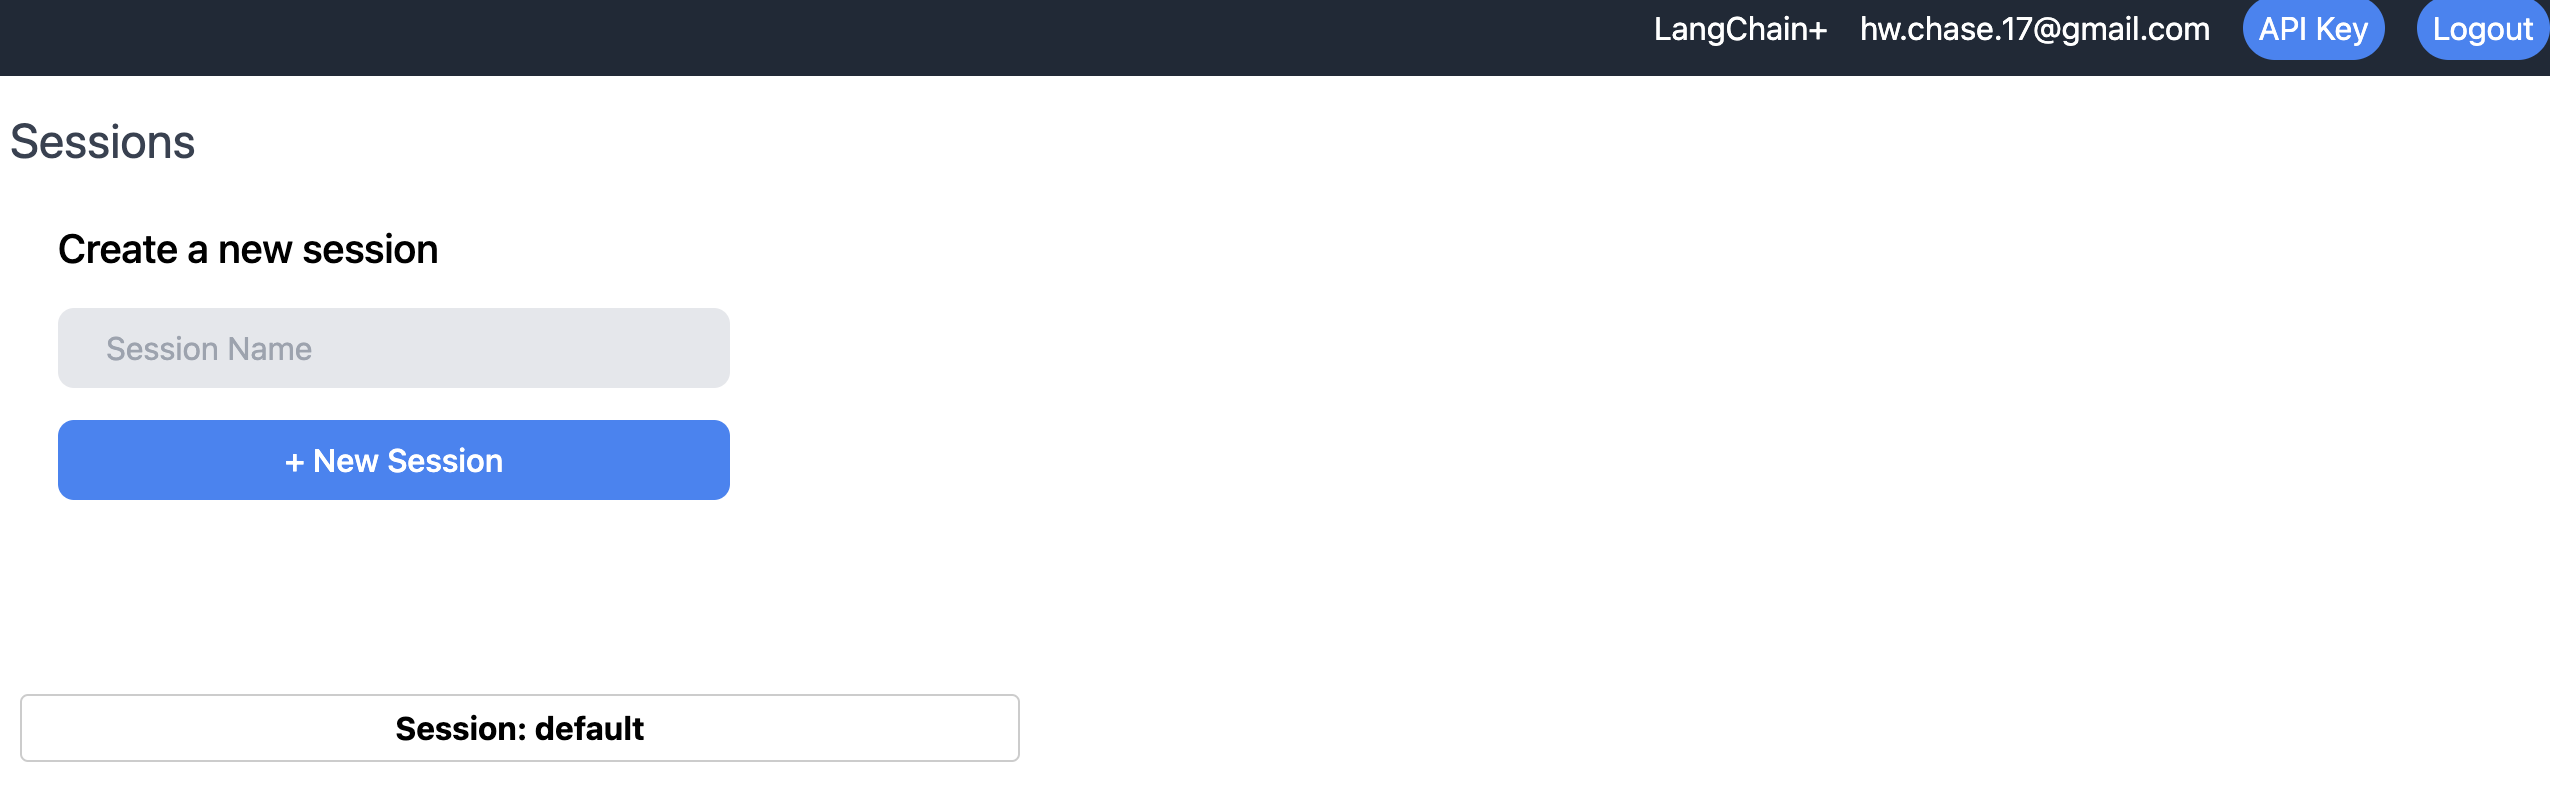 LangChain+ hw.chase.17@gmail.com API Key Logout
Sessions
Create a new session
Session Name
+ New Session
Session: default